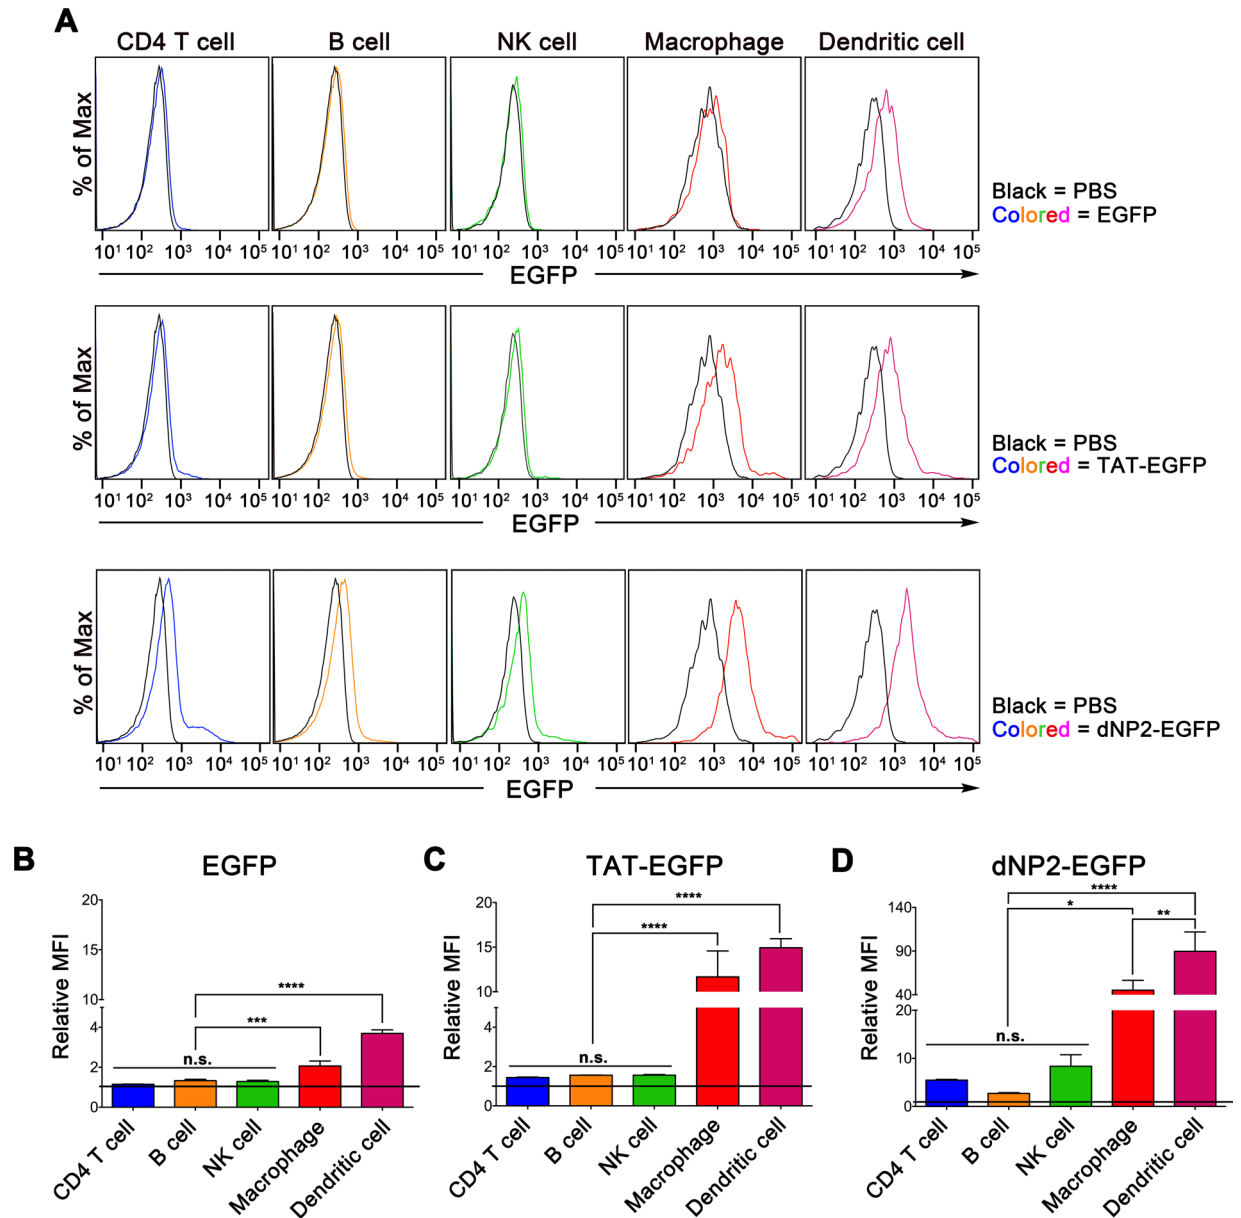 A
CD4 T cell B cell NK cell Macrophage Dendritic cell
% of Max
10¹ 10² 10³ 10⁴ 10⁵ 10¹ 10² 10³ 10⁴ 10⁵ 10¹ 10² 10³ 10⁴ 10⁵ 10¹ 10² 10³ 10⁴ 10⁵ 10¹ 10² 10³ 10⁴ 10⁵
EGFP
Black = PBS
Colored = EGFP
% of Max
10¹ 10² 10³ 10⁴ 10⁵ 10¹ 10² 10³ 10⁴ 10⁵ 10¹ 10² 10³ 10⁴ 10⁵ 10¹ 10² 10³ 10⁴ 10⁵ 10¹ 10² 10³ 10⁴ 10⁵
EGFP
Black = PBS
Colored = TAT-EGFP
% of Max
10¹ 10² 10³ 10⁴ 10⁵ 10¹ 10² 10³ 10⁴ 10⁵ 10¹ 10² 10³ 10⁴ 10⁵ 10¹ 10² 10³ 10⁴ 10⁵ 10¹ 10² 10³ 10⁴ 10⁵
EGFP
Black = PBS
Colored = dNP2-EGFP
B
EGFP
Relative MFI
20
15
10
4
2
0
n.s.
***
****
CD4 T cell
B cell
NK cell
Macrophage
Dendritic cell
C
TAT-EGFP
Relative MFI
20
15
10
4
2
0
n.s.
****
****
CD4 T cell
B cell
NK cell
Macrophage
Dendritic cell
D
dNP2-EGFP
Relative MFI
140
90
40
20
10
0
n.s.
****
*
**
CD4 T cell
B cell
NK cell
Macrophage
Dendritic cell